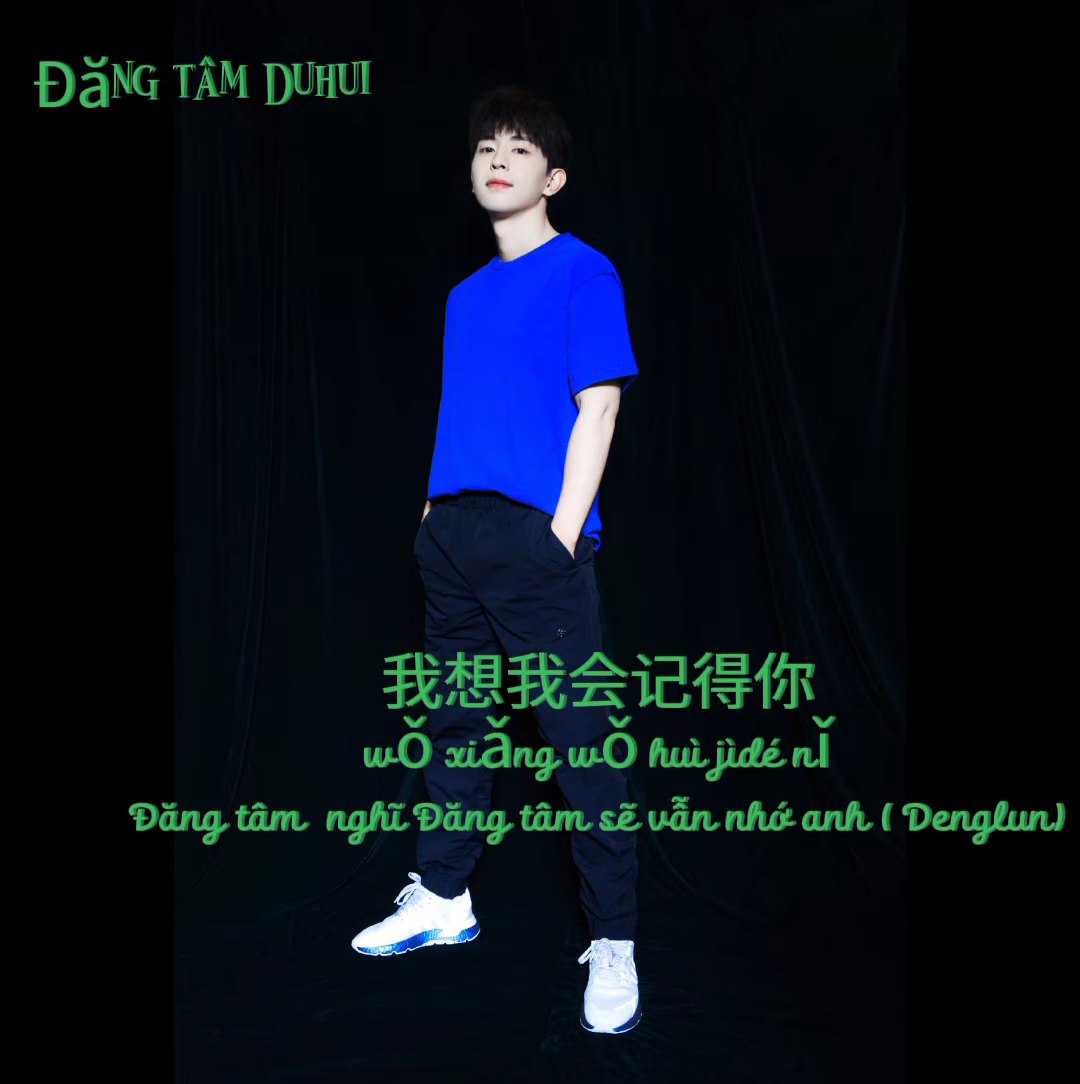 Đăng tâm Duhui
我想我会记得你
wǒ xiǎng wǒ huì jìdé nǐ
Đăng tâm nghĩ Đăng tâm sẽ vẫn nhớ anh ( Denglun)